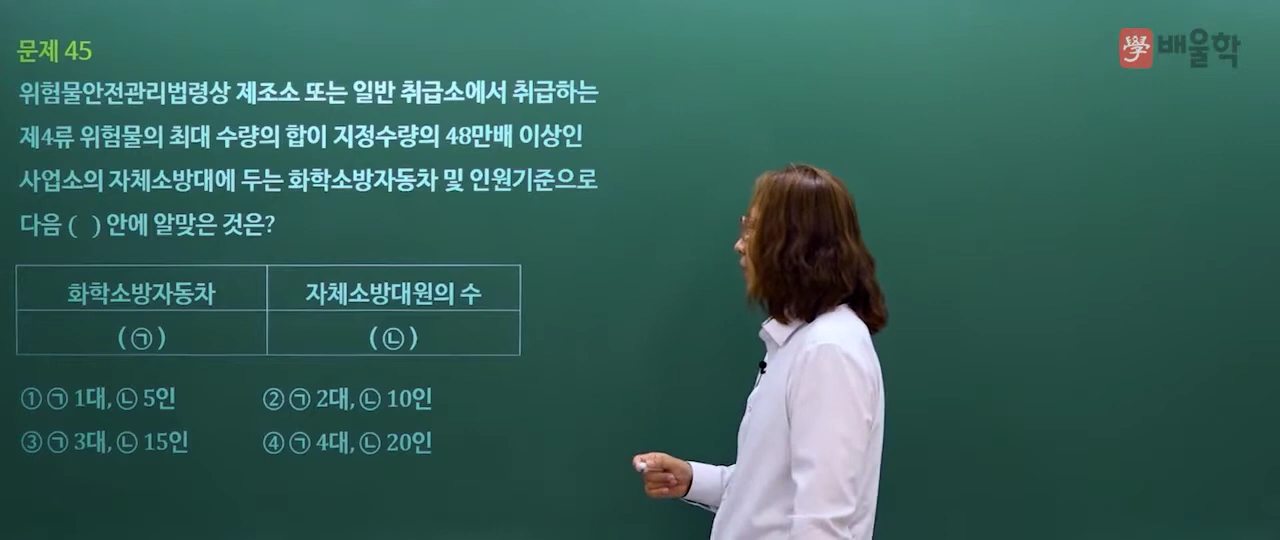 문제 45
學 배울학
위험물안전관리법령상 제조소 또는 일반 취급소에서 취급하는
제4류 위험물의 최대 수량의 합이 지정수량의 48만배 이상인
사업소의 자체소방대에 두는 화학소방자동차 및 인원기준으로
다음 ( ) 안에 알맞은 것은?
화학소방자동차 자체소방대원의 수
( ㉠ ) ( ㉡ )
① ㉠ 1대, ㉡ 5인 ② ㉠ 2대, ㉡ 10인
③ ㉠ 3대, ㉡ 15인 ④ ㉠ 4대, ㉡ 20인